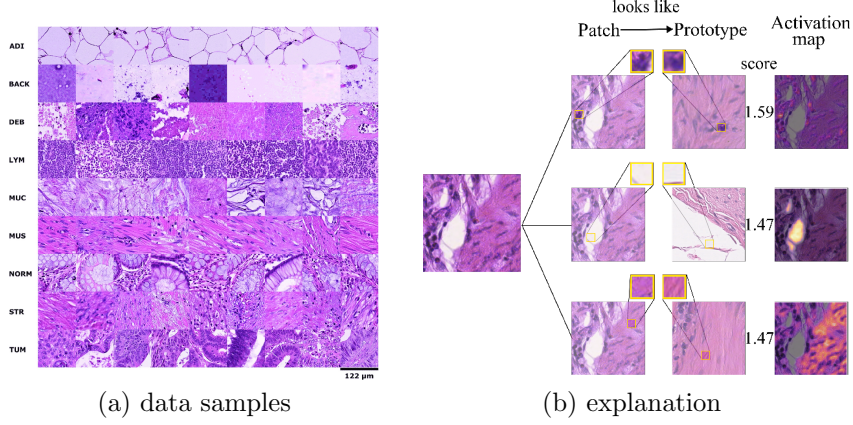 ADI
BACK
DEB
LYM
MUC
MUS
NORM
STR
TUM
122 µm
(a) data samples
looks like
Patch
Prototype
Activation
map
score
1.59
1.47
1.47
(b) explanation